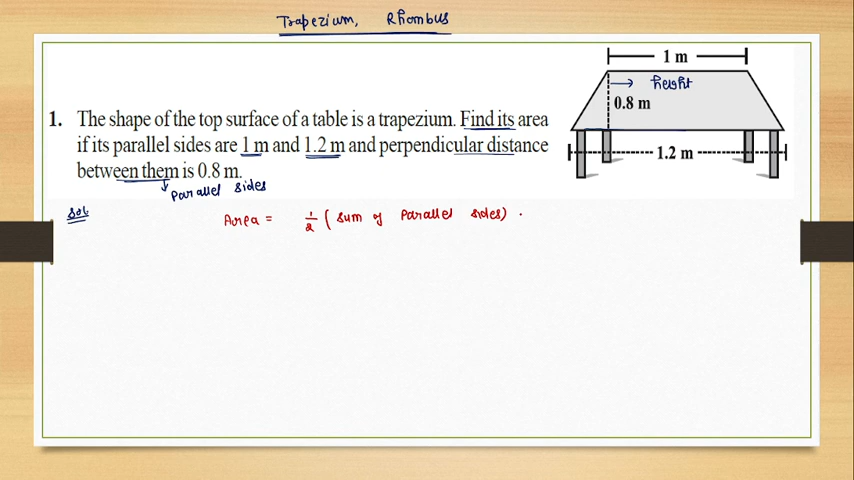 Trapezium, Rhombus
1 m
height
0.8 m
1. The shape of the top surface of a table is a trapezium. Find its area
if its parallel sides are 1 m and 1.2 m and perpendicular distance
between them is 0.8 m.
1.2 m
Parallel sides
Sol
Area = 1/2 ( sum of Parallel sides) .